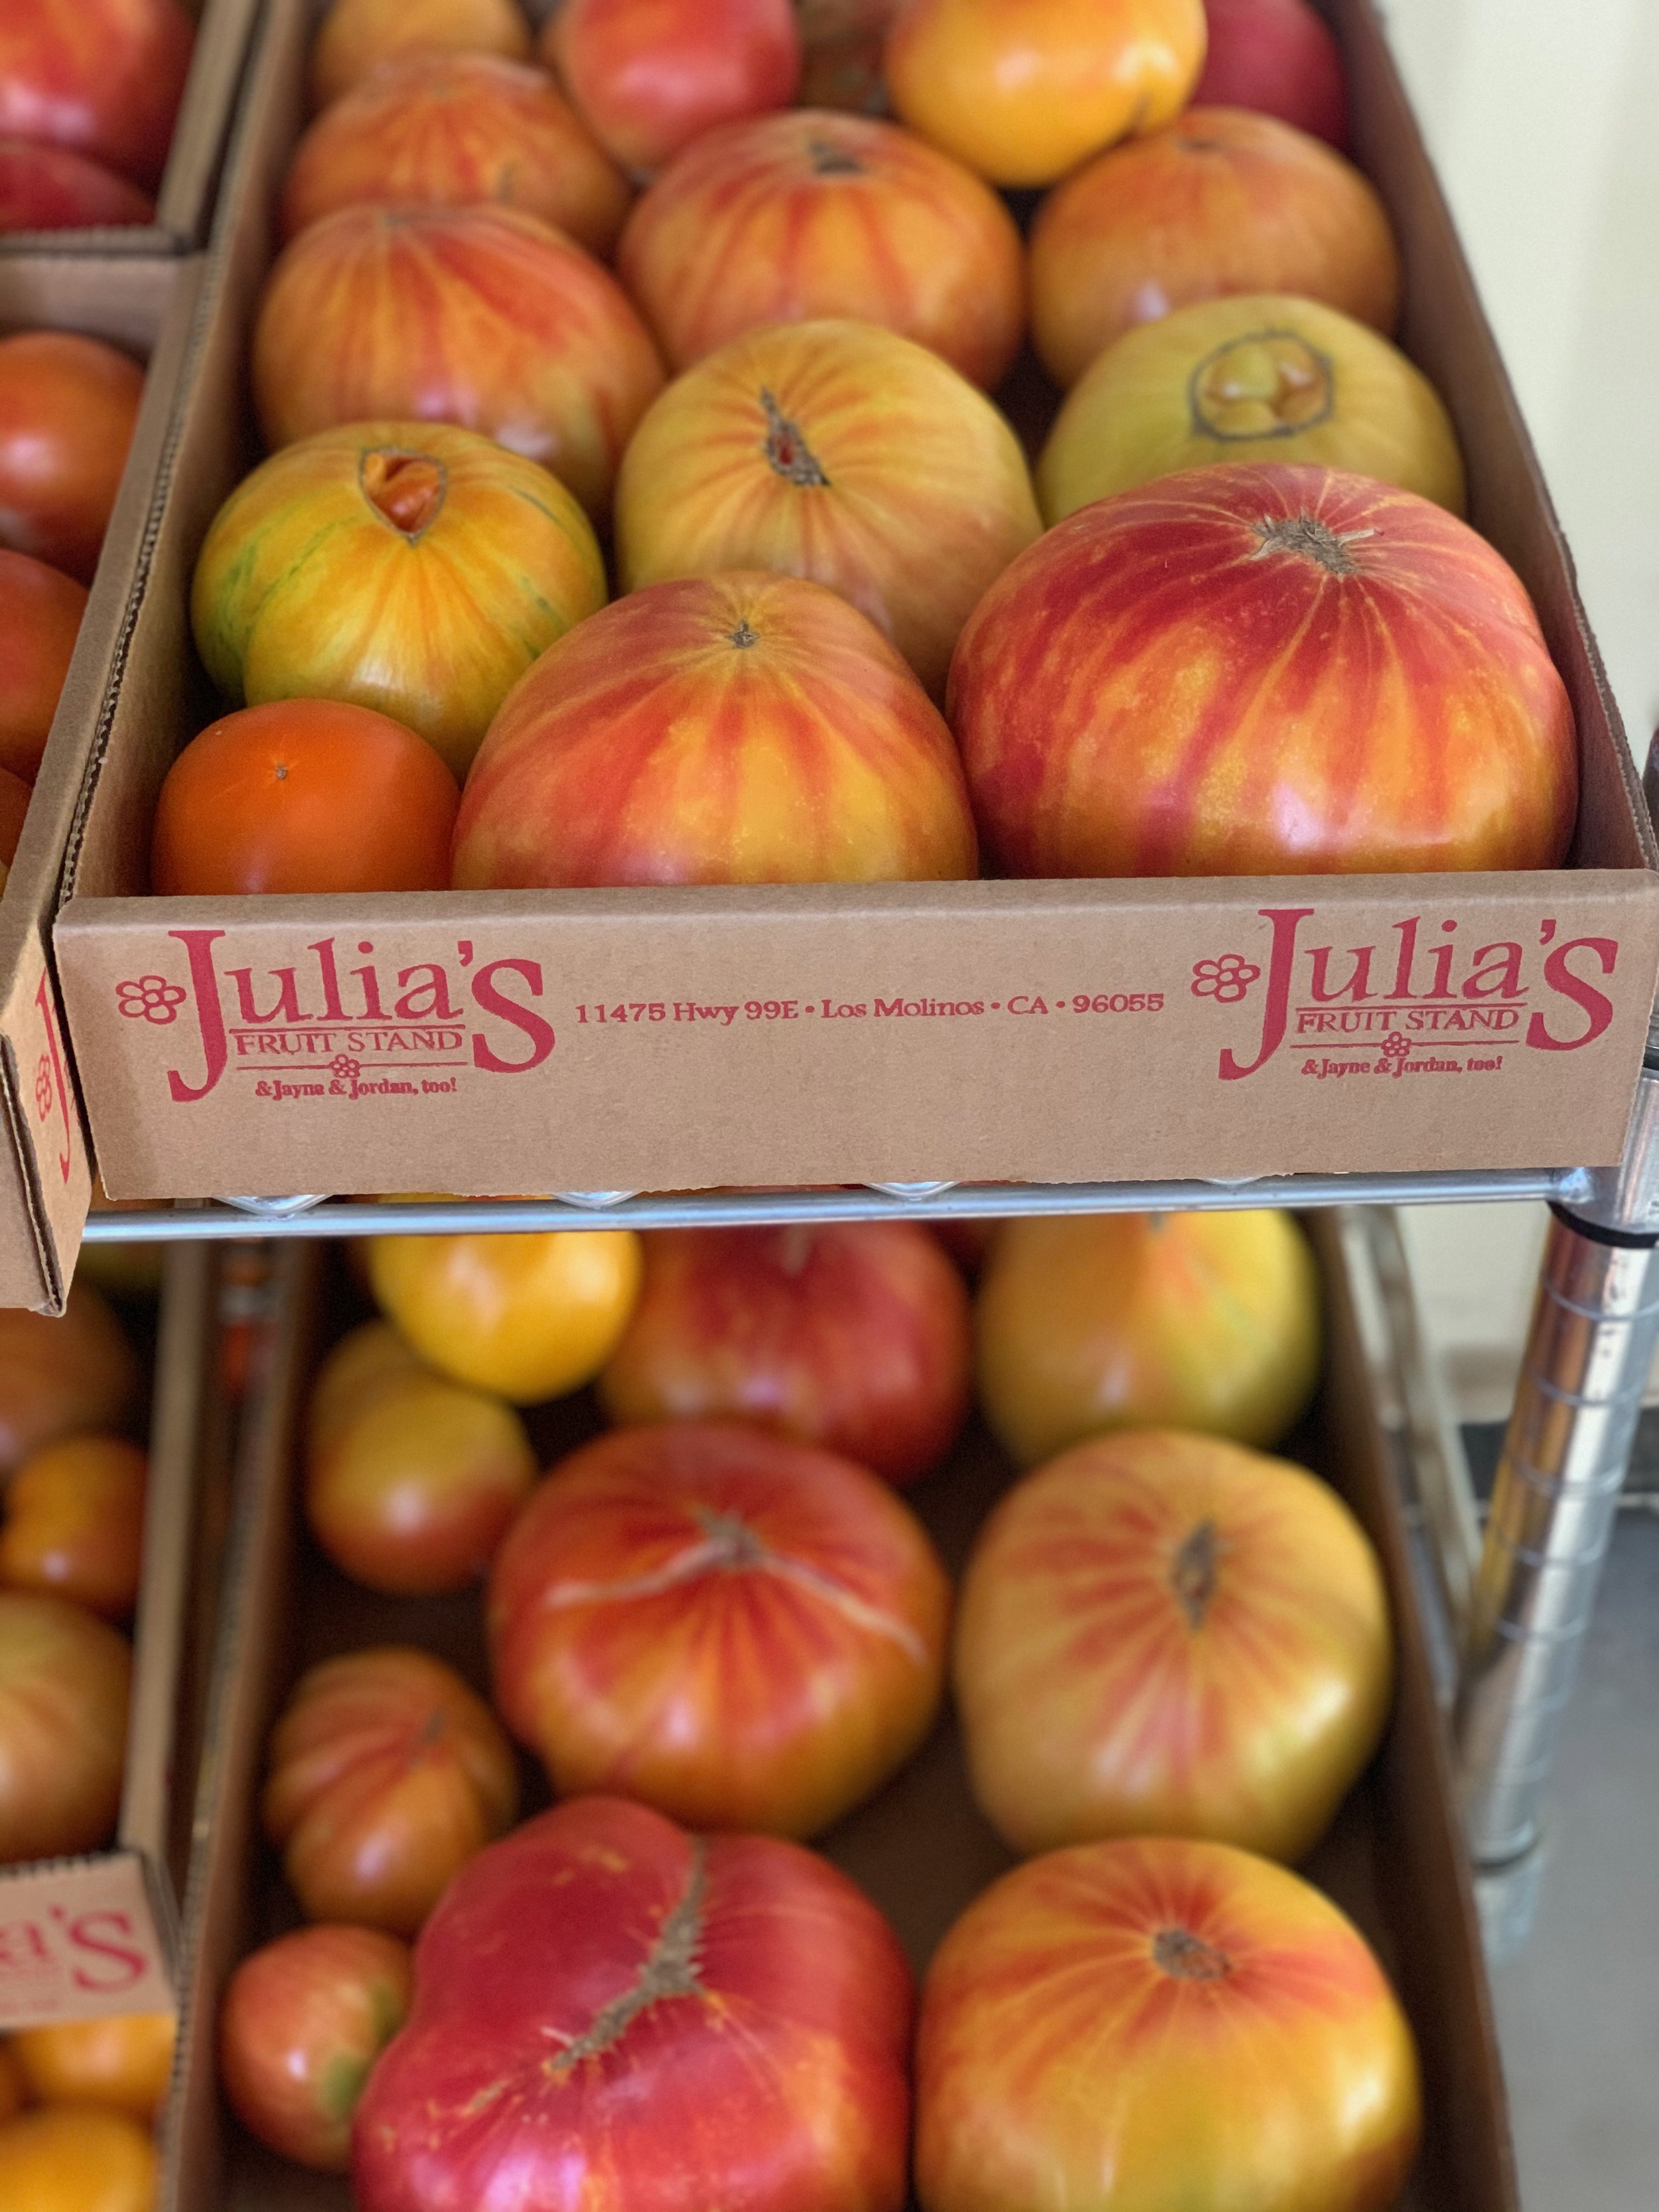 Julia's
FRUIT STAND
& Jayne & Jordan, too!
11475 Hwy 99E • Los Molinos • CA • 96055
Julia's
FRUIT STAND
& Jayne & Jordan, too!
a's